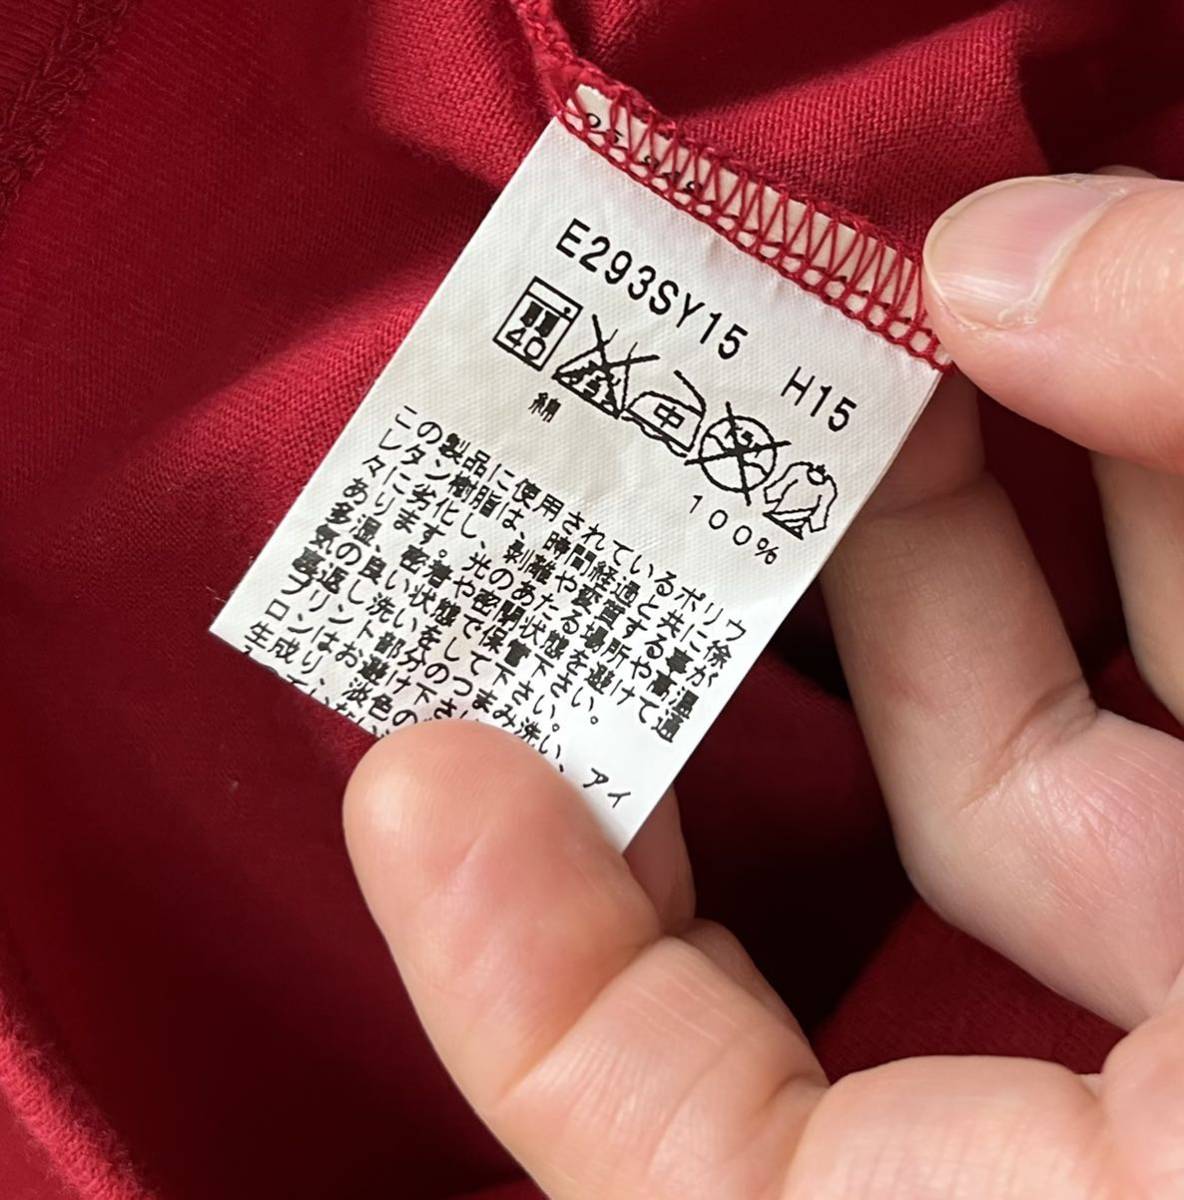 E293SY15 H15
40 中
綿 100%
この製品に使用されているポリウ
レタン樹脂は、時間経過と共に徐
々に劣化し、剥離や変質する事が
あります。光のあたる場所や高温
多湿、密着や密閉状態を避けて通
気の良い状態で保管下さい。
裏返し洗いをして下さい。
プリント部分のつまみ洗い、アイ
ロンはお避け下さ
生成り、淡色の